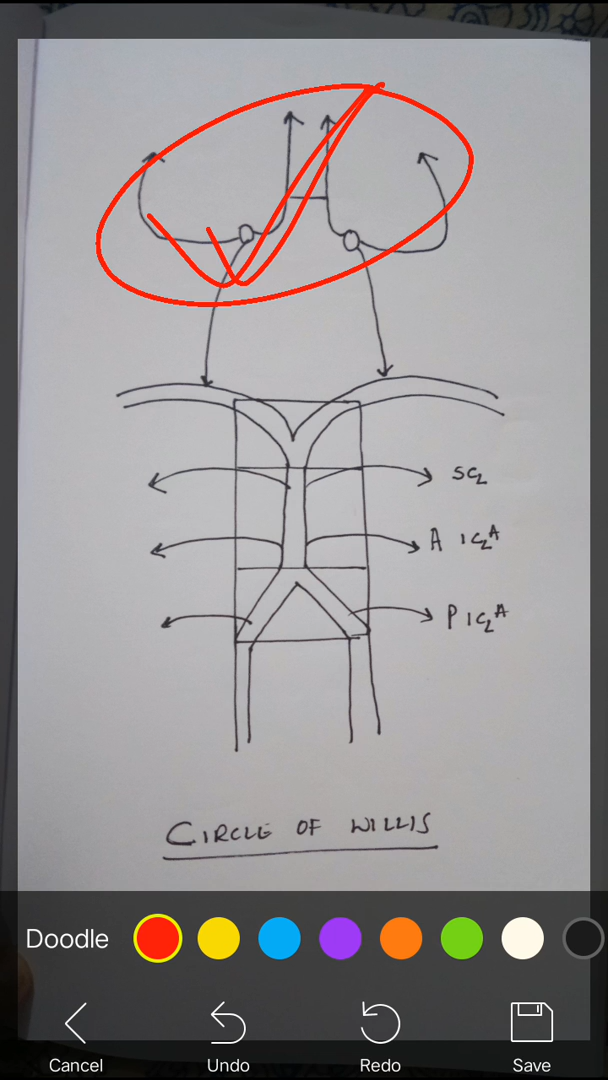 SCA
A ICA
P ICA
CIRCLE OF WILLIS
Doodle
Cancel
Undo
Redo
Save